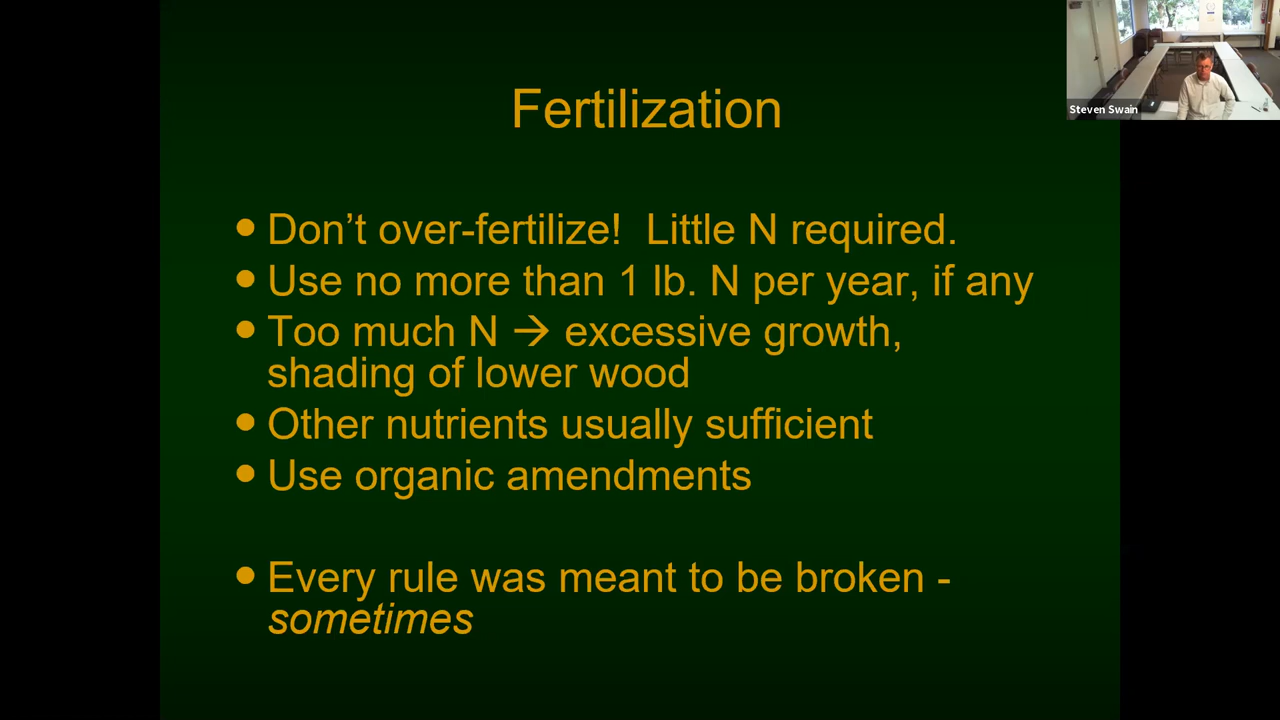 Steven Swain
Fertilization
● Don’t over-fertilize!  Little N required.
● Use no more than 1 lb. N per year, if any
● Too much N → excessive growth,
shading of lower wood
● Other nutrients usually sufficient
● Use organic amendments
● Every rule was meant to be broken -
sometimes